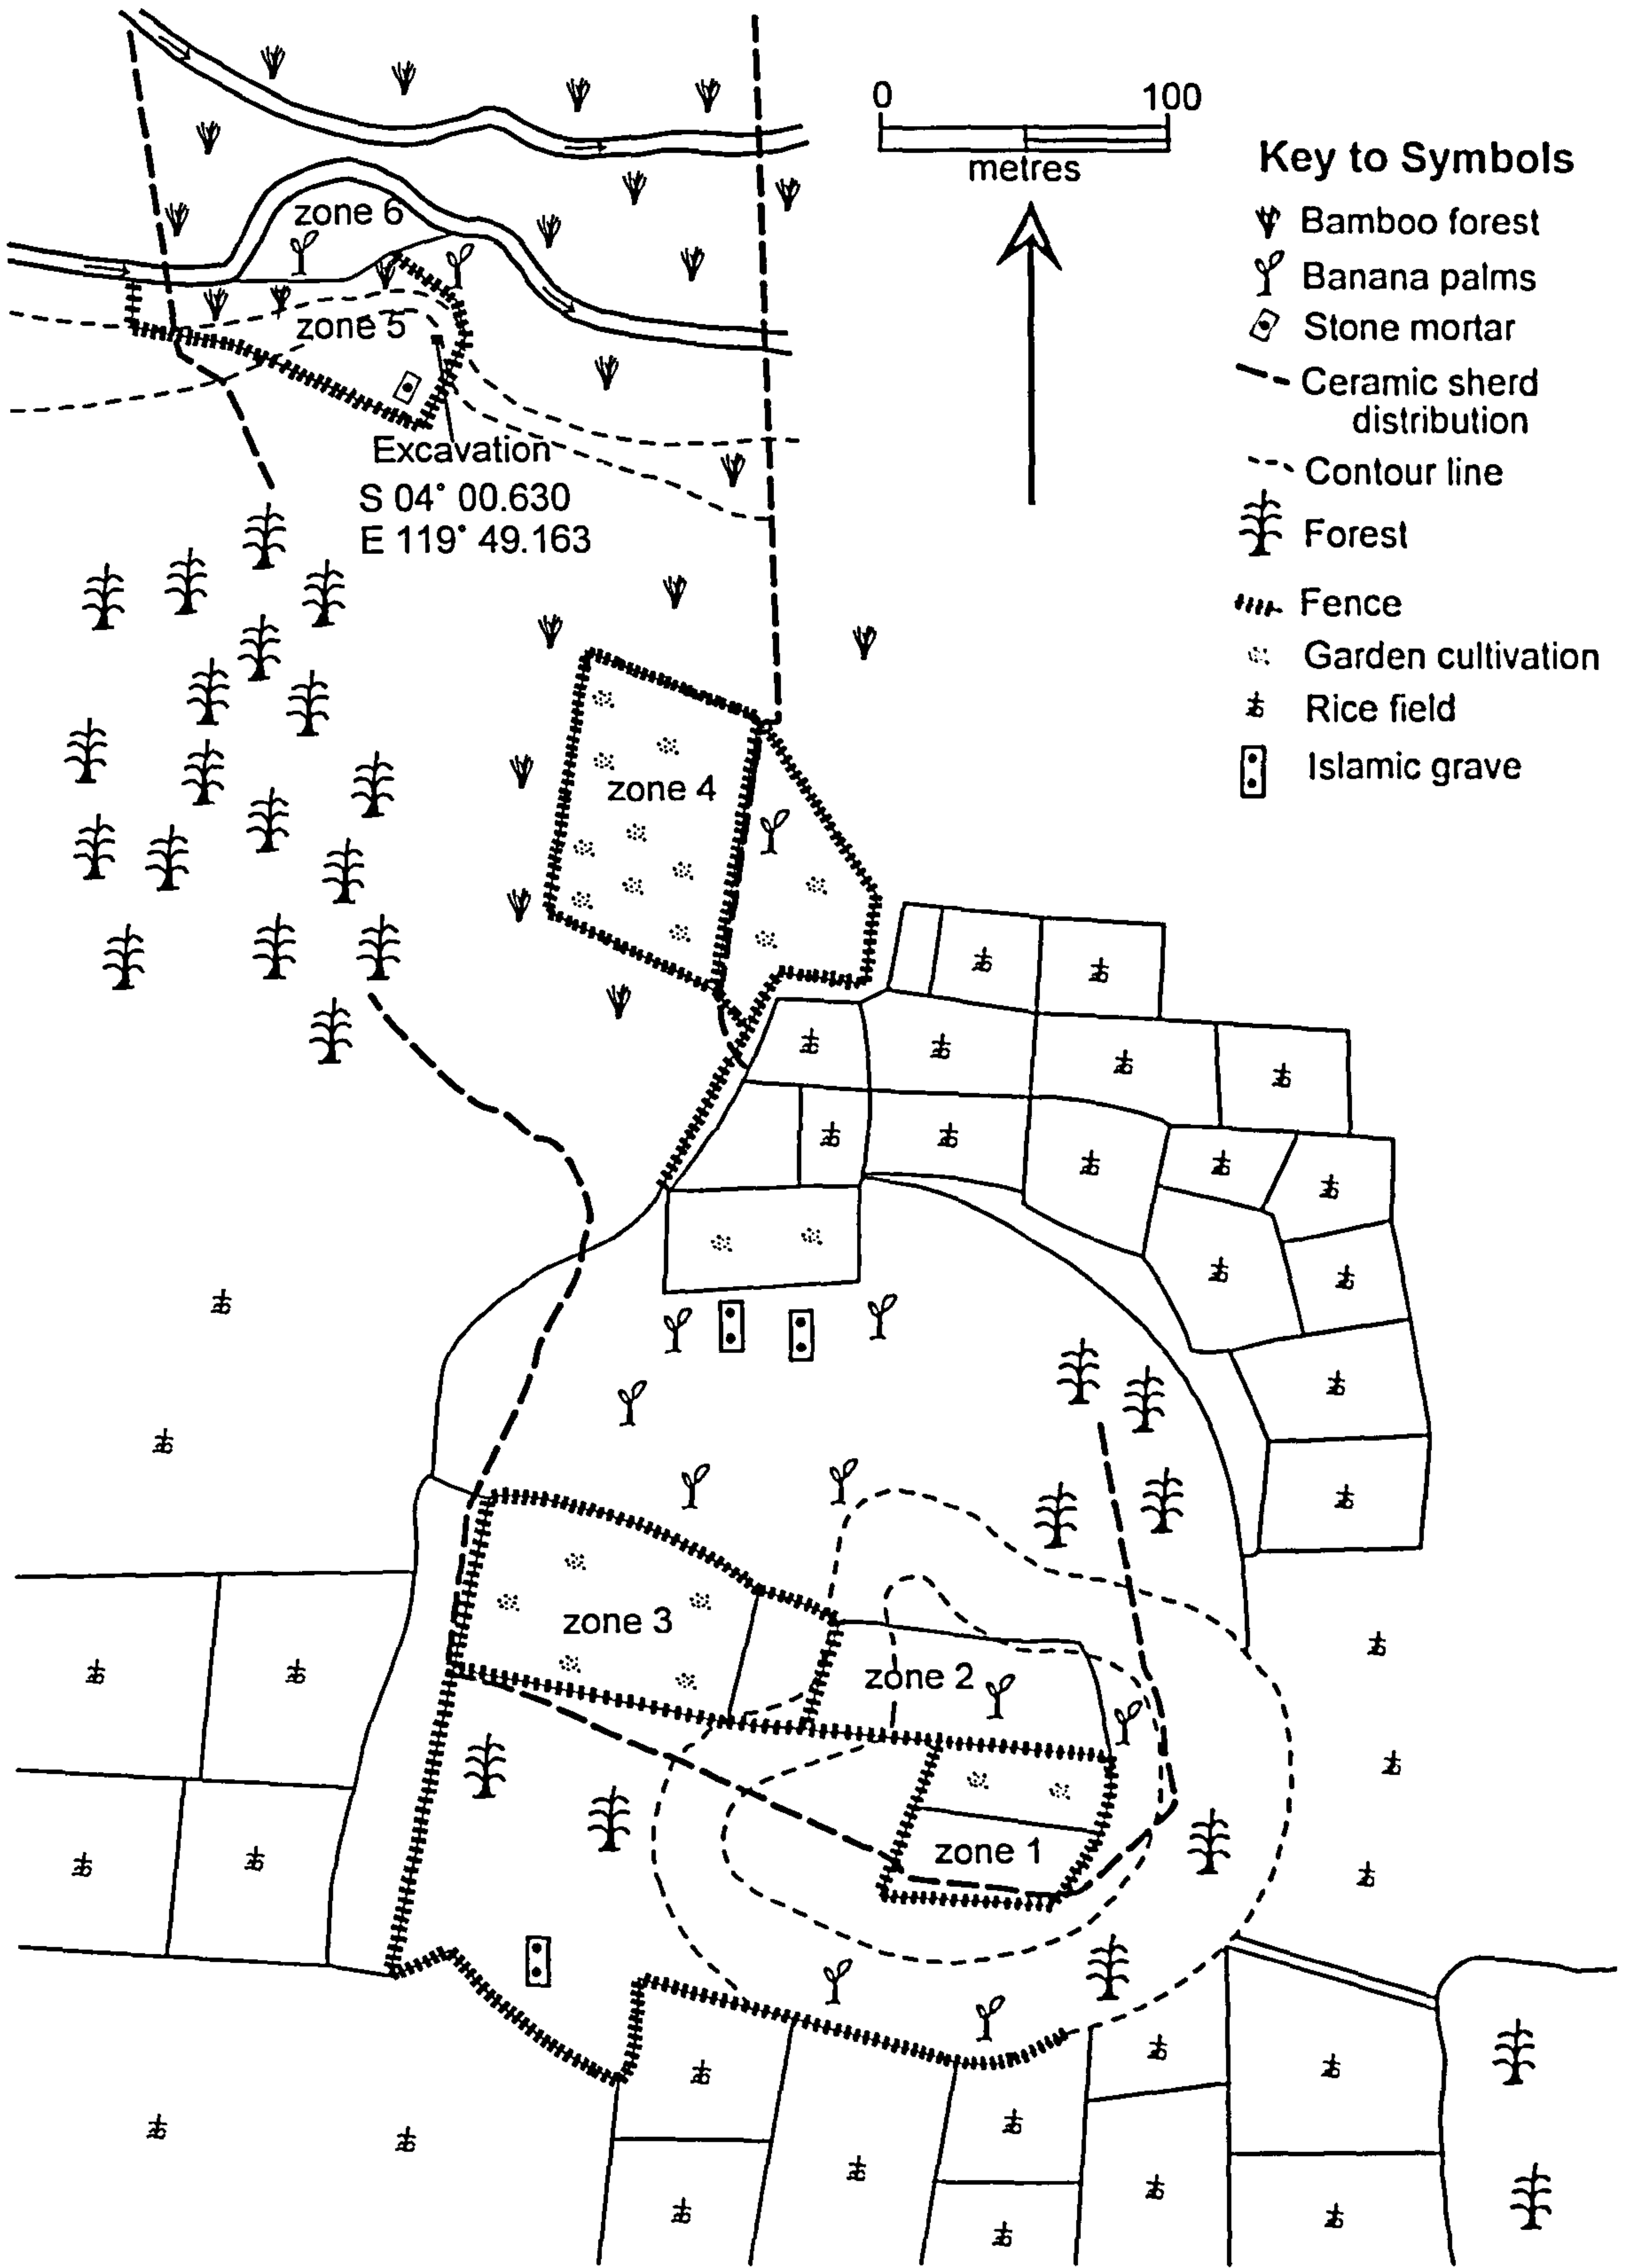 0 100
metres
Key to Symbols
Bamboo forest
Banana palms
Stone mortar
Ceramic sherd
distribution
Contour line
Forest
Fence
Garden cultivation
Rice field
Islamic grave
zone 6
zone 5
Excavation
S 04° 00.630
E 119° 49.163
zone 4
zone 3
zone 2
zone 1